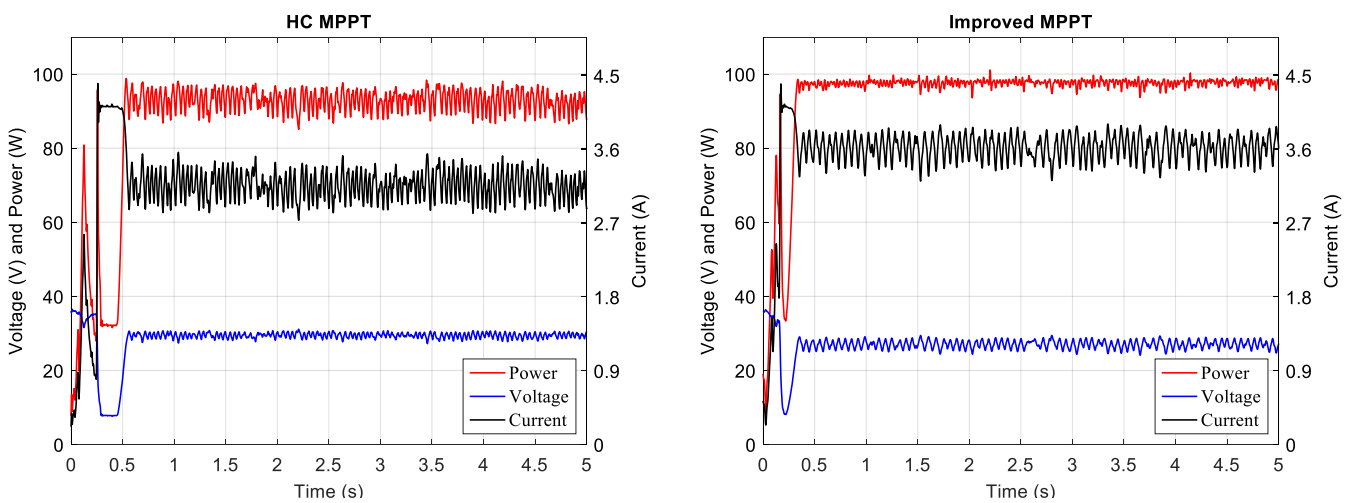 HC MPPT
Voltage (V) and Power (W)
100
80
60
40
20
0
4.5
3.6
2.7
1.8
0.9
0
Current (A)
Power
Voltage
Current
0 0.5 1 1.5 2 2.5 3 3.5 4 4.5 5
Time (s)
Improved MPPT
Voltage (V) and Power (W)
100
80
60
40
20
0
4.5
3.6
2.7
1.8
0.9
0
Current (A)
Power
Voltage
Current
0 0.5 1 1.5 2 2.5 3 3.5 4 4.5 5
Time (s)